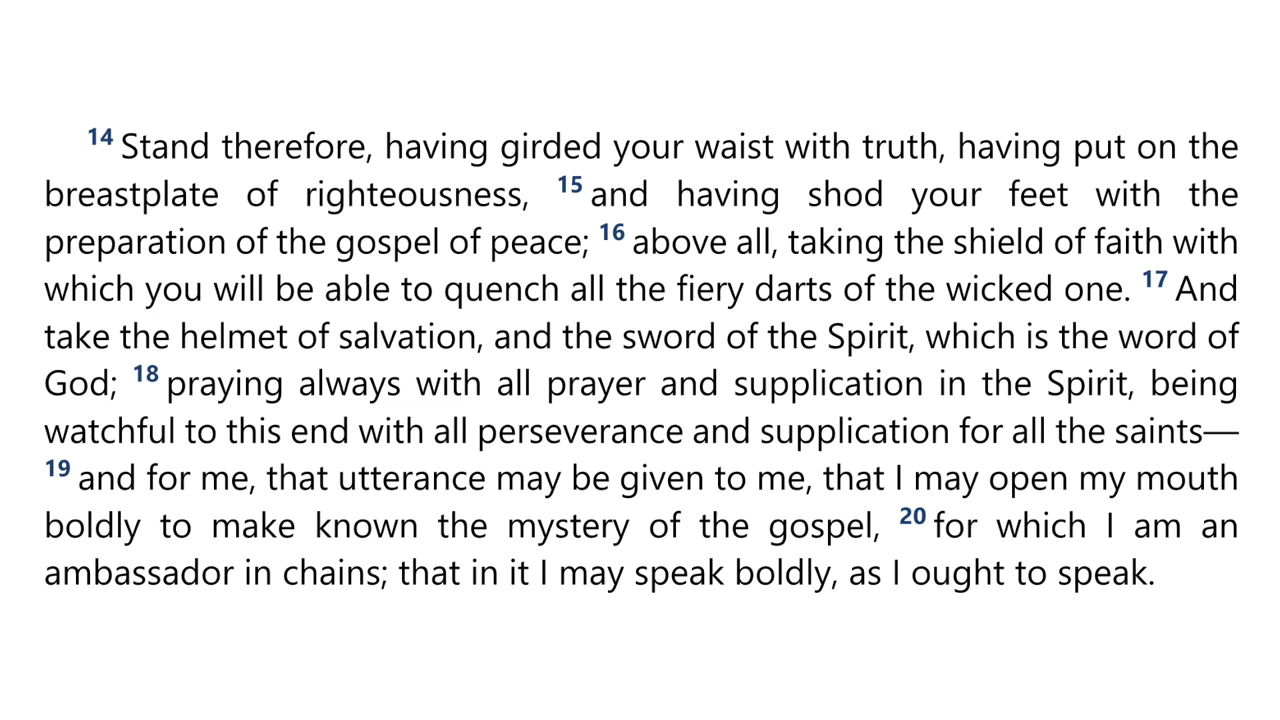 14 Stand therefore, having girded your waist with truth, having put on the
breastplate of righteousness, 15 and having shod your feet with the
preparation of the gospel of peace; 16 above all, taking the shield of faith with
which you will be able to quench all the fiery darts of the wicked one. 17 And
take the helmet of salvation, and the sword of the Spirit, which is the word of
God; 18 praying always with all prayer and supplication in the Spirit, being
watchful to this end with all perseverance and supplication for all the saints—
19 and for me, that utterance may be given to me, that I may open my mouth
boldly to make known the mystery of the gospel, 20 for which I am an
ambassador in chains; that in it I may speak boldly, as I ought to speak.